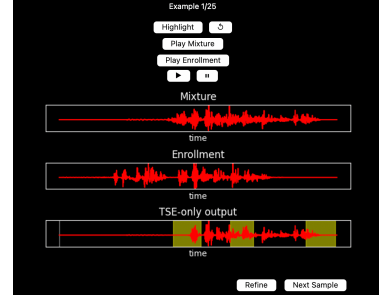 Example 1/25
Highlight
Play Mixture
Play Enrollment
Mixture
time
Enrollment
time
TSE-only output
time
Refine Next Sample